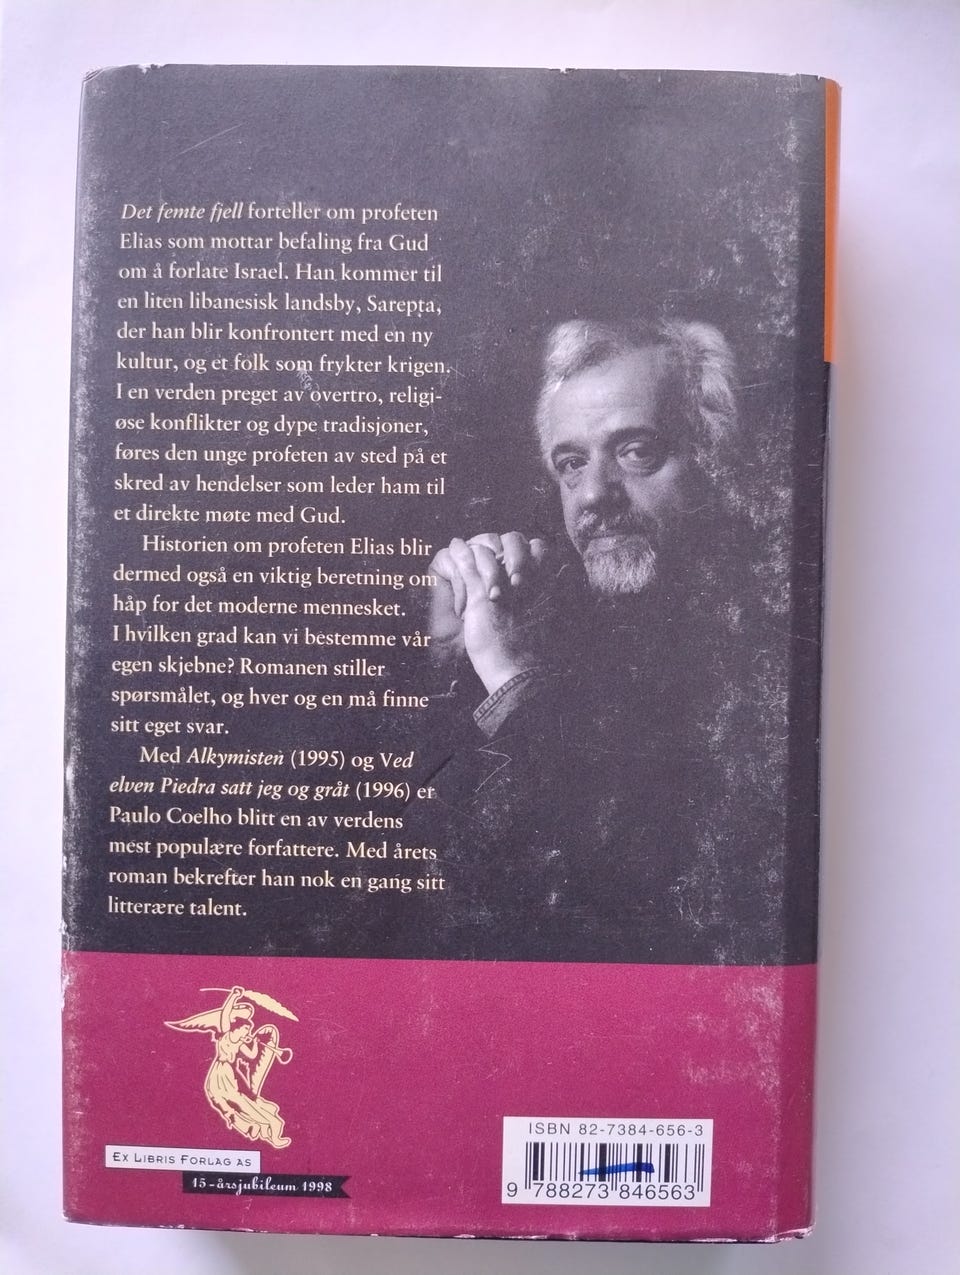 Det femte fjell forteller om profeten
Elias som mottar befaling fra Gud
om å forlate Israel. Han kommer til
en liten libanesisk landsby, Sarepta,
der han blir konfrontert med en ny
kultur, og et folk som frykter krigen.
I en verden preget av overtro, religi-
øse konflikter og dype tradisjoner,
føres den unge profeten av sted på et
skred av hendelser som leder ham til
et direkte møte med Gud.
Historien om profeten Elias blir
dermed også en viktig beretning om
håp for det moderne mennesket.
I hvilken grad kan vi bestemme vår
egen skjebne? Romanen stiller
spørsmålet, og hver og en må finne
sitt eget svar.
Med Alkymisten (1995) og Ved
elven Piedra satt jeg og gråt (1996) er
Paulo Coelho blitt en av verdens
mest populære forfattere. Med årets
roman bekrefter han nok en gang sitt
litterære talent.
EX LIBRIS FORLAG AS
15-årsjubileum 1998
ISBN 82-7384-656-3
9 788273 846563